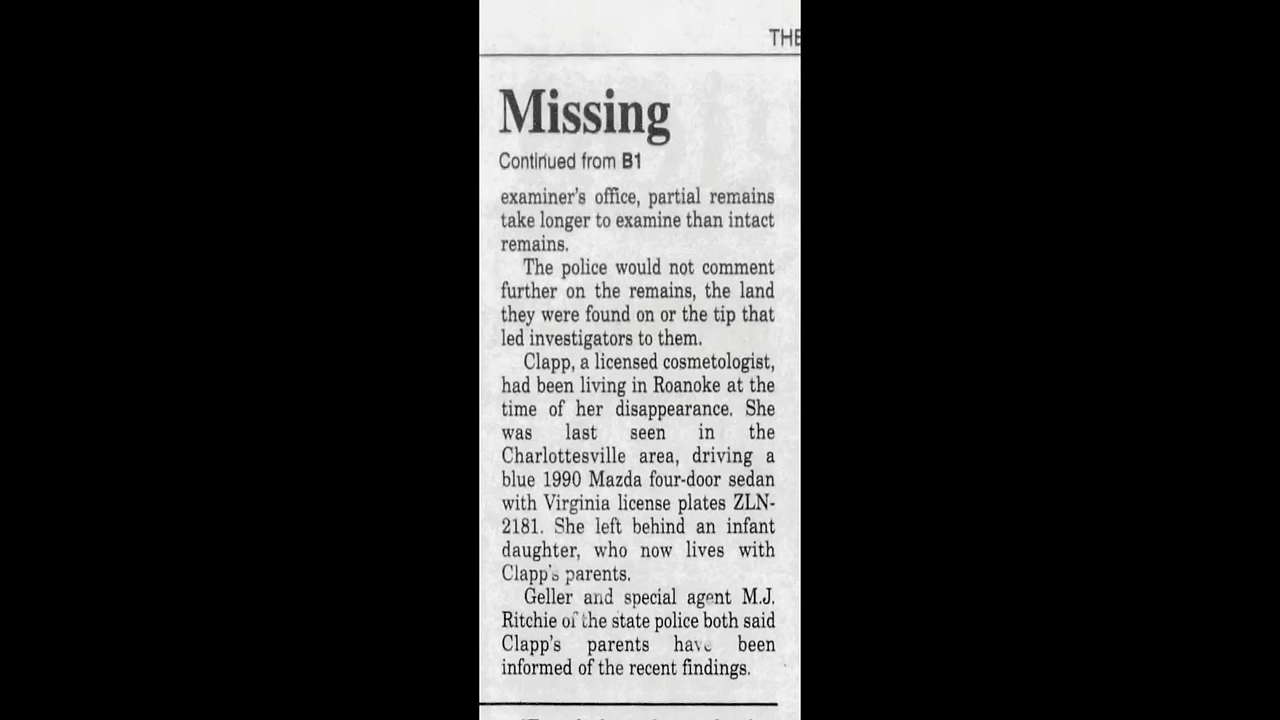 THE
Missing
Continued from B1
examiner's office, partial remains
take longer to examine than intact
remains.
The police would not comment
further on the remains, the land
they were found on or the tip that
led investigators to them.
Clapp, a licensed cosmetologist,
had been living in Roanoke at the
time of her disappearance. She
was last seen in the
Charlottesville area, driving a
blue 1990 Mazda four-door sedan
with Virginia license plates ZLN-
2181. She left behind an infant
daughter, who now lives with
Clapp's parents.
Geller and special agent M.J.
Ritchie of the state police both said
Clapp's parents have been
informed of the recent findings.